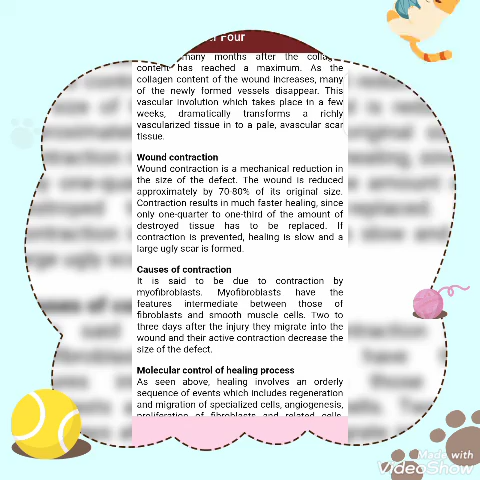 Four
many months after the
content has reached a maximum. As the
collagen content of the wound increases, many
of the newly formed vessels disappear. This
vascular involution which takes place in a few
weeks, dramatically transforms a richly
vascularized tissue in to a pale, avascular scar
tissue.
Wound contraction
Wound contraction is a mechanical reduction in
the size of the defect. The wound is reduced
approximately by 70-80% of its original size.
Contraction results in much faster healing, since
only one-quarter to one-third of the amount of
destroyed tissue has to be replaced. If
contraction is prevented, healing is slow and a
large ugly scar is formed.
Causes of contraction
It is said to be due to contraction by
myofibroblasts. Myofibroblasts have the
features intermediate between those of
fibroblasts and smooth muscle cells. Two to
three days after the injury they migrate into the
wound and their active contraction decrease the
size of the defect.
Molecular control of healing process
As seen above, healing involves an orderly
sequence of events which includes regeneration
and migration of specialized cells, angiogenesis,
proliferation of fibroblasts and related cells,
Made with
VideoShow